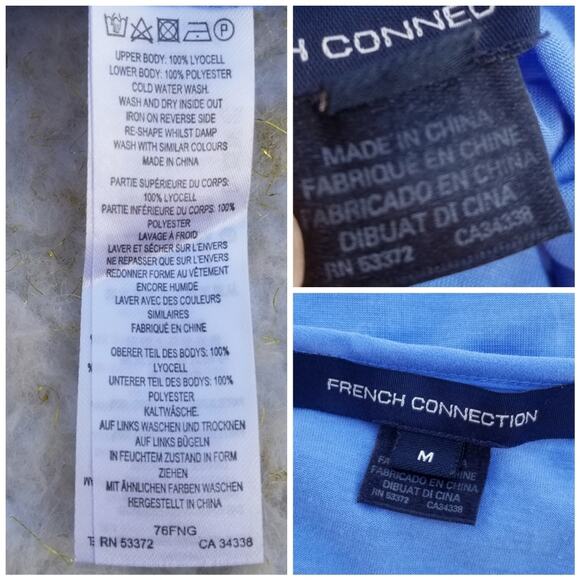 UPPER BODY: 100% LYOCELL
LOWER BODY: 100% POLYESTER
COLD WATER WASH.
WASH AND DRY INSIDE OUT
IRON ON REVERSE SIDE
RE-SHAPE WHILST DAMP
WASH WITH SIMILAR COLOURS
MADE IN CHINA
PARTIE SUPÉRIEURE DU CORPS:
100% LYOCELL
PARTIE INFÉRIEURE DU CORPS: 100%
POLYESTER
LAVAGE À FROID
LAVER ET SÉCHER SUR L'ENVERS
NE REPASSER QUE SUR L'ENVERS
REDONNER FORME AU VÊTEMENT
ENCORE HUMIDE
LAVER AVEC DES COULEURS
SIMILAIRES
FABRIQUÉ EN CHINE
OBERER TEIL DES BODYS: 100%
LYOCELL
UNTERER TEIL DES BODYS: 100%
POLYESTER
KALTWÄSCHE.
AUF LINKS WASCHEN UND TROCKNEN
AUF LINKS BÜGELN
IN FEUCHTEM ZUSTAND IN FORM
ZIEHEN
MIT ÄHNLICHEN FARBEN WASCHEN
HERGESTELLT IN CHINA
76FNG
RN 53372 CA 34338
H CONNEC
MADE IN CHINA
FABRIQUE EN CHINE
FABRICADO EN CHINA
DIBUAT DI CINA
RN 53372 CA34338
FRENCH CONNECTION
M
FA HINE
FABRICADO EN CHINA
DIBUAT DI CINA
RN 53372 CA34338